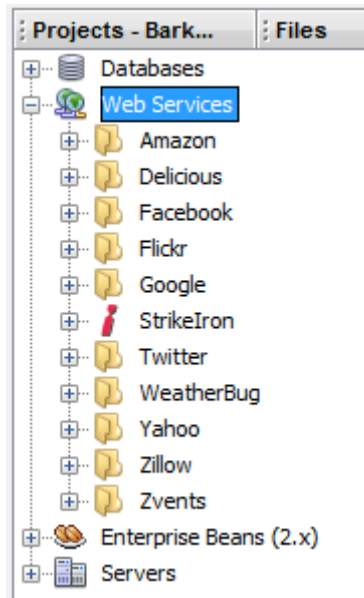 Projects - Bark... Files
Databases
Web Services
Amazon
Delicious
Facebook
Flickr
Google
StrikeIron
Twitter
WeatherBug
Yahoo
Zillow
Zvents
Enterprise Beans (2.x)
Servers